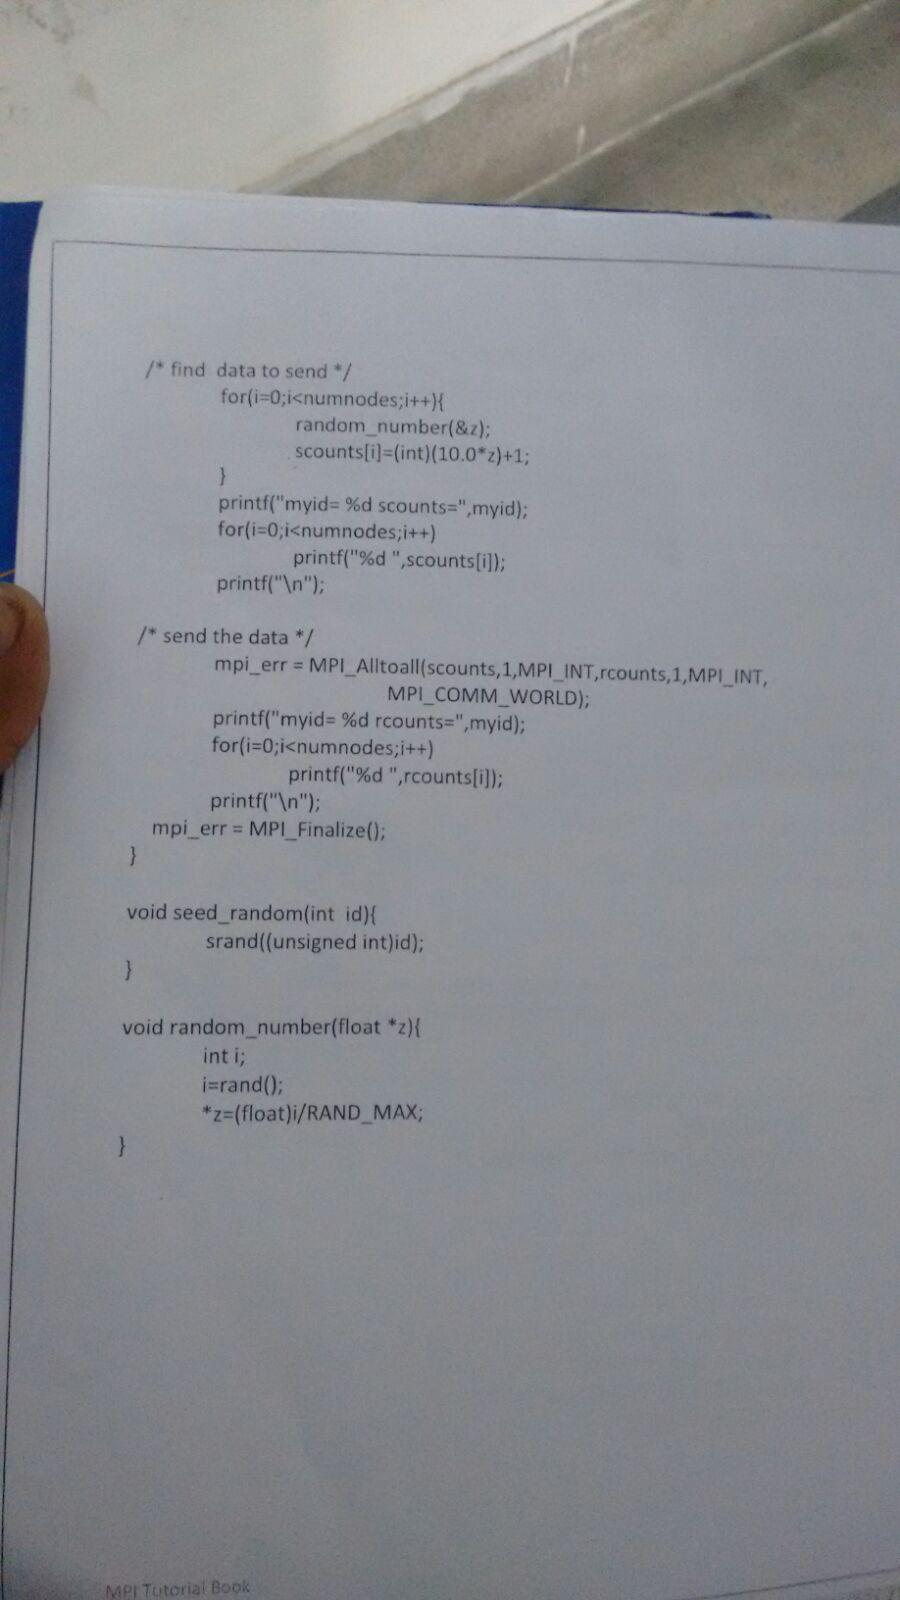 /* find  data to send */
for(i=0;i<numnodes;i++){
random_number(&z);
scounts[i]=(int)(10.0*z)+1;
}
printf("myid= %d scounts=",myid);
for(i=0;i<numnodes;i++)
printf("%d ",scounts[i]);
printf("\n");
/* send the data */
mpi_err = MPI_Alltoall(scounts,1,MPI_INT,rcounts,1,MPI_INT,
MPI_COMM_WORLD);
printf("myid= %d rcounts=",myid);
for(i=0;i<numnodes;i++)
printf("%d ",rcounts[i]);
printf("\n");
mpi_err = MPI_Finalize();
}
void seed_random(int  id){
srand((unsigned int)id);
}
void random_number(float *z){
int i;
i=rand();
*z=(float)i/RAND_MAX;
}
MPI Tutorial Book